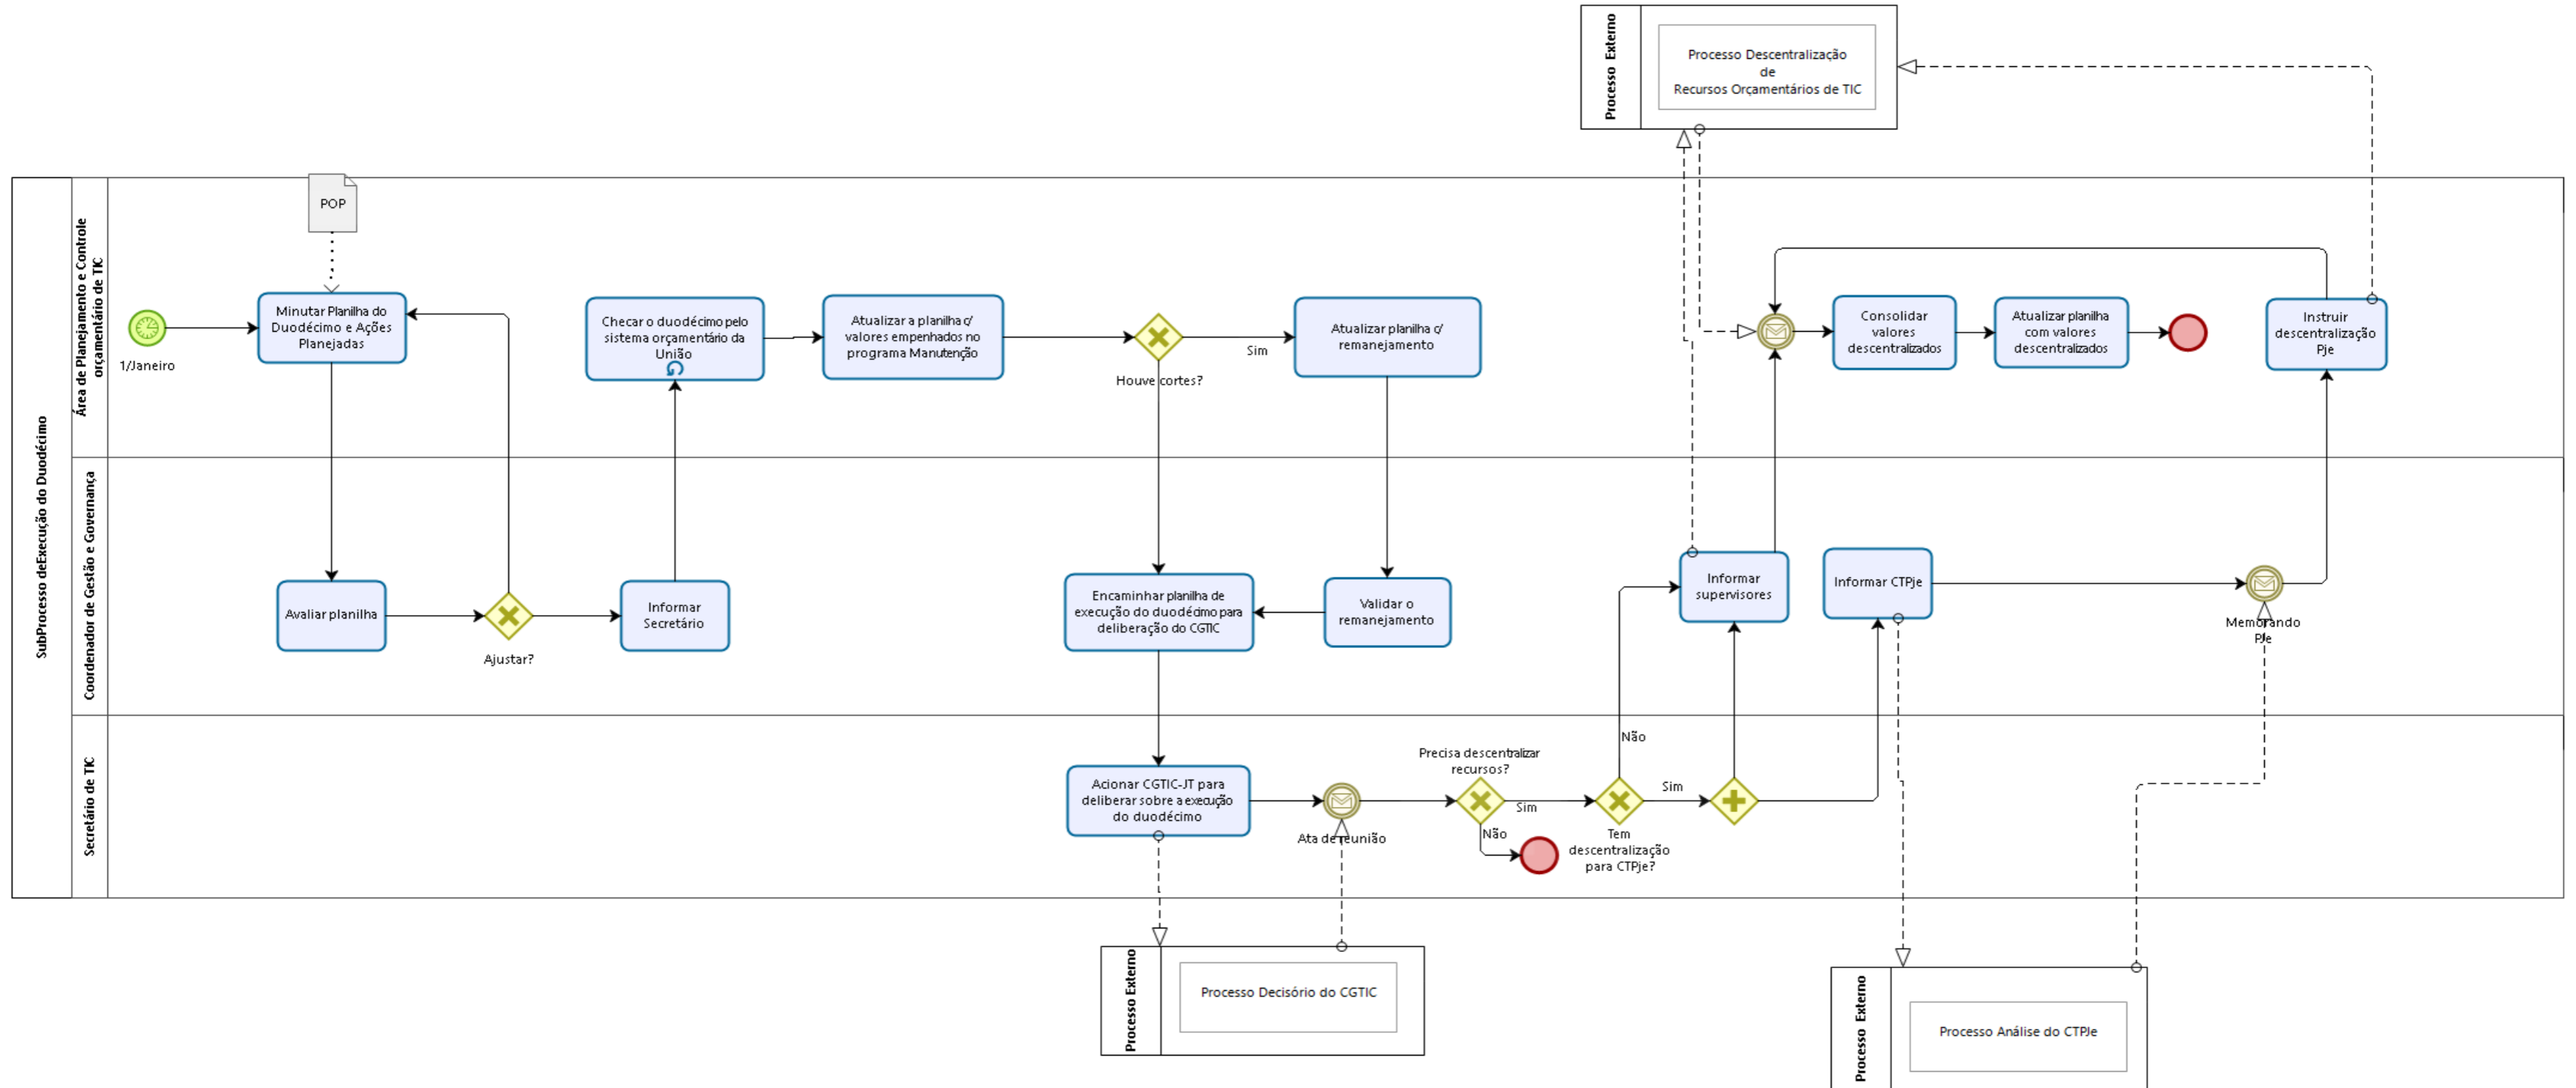 Processo Externo
Processo Descentralização
de
Recursos Orçamentários de TIC
SubProcesso deExecução do Duodécimo
Área de Planejamento e Controle
orçamentário de TIC
POP
1/Janeiro
Minutar Planilha do
Duodécimo e Ações
Planejadas
Checar o duodécimo pelo
sistema orçamentário da
União
Atualizar a planilha c/
valores empenhados no
programa Manutenção
Houve cortes?
Sim
Atualizar planilha c/
remanejamento
Consolidar
valores
descentralizados
Atualizar planilha
com valores
descentralizados
Instruir
descentralização
Pje
Coordenador de Gestão e Governança
Avaliar planilha
Ajustar?
Informar
Secretário
Encaminhar planilha de
execução do duodécimo para
deliberação do CGTIC
Validar o
remanejamento
Informar
supervisores
Informar CTPje
Memorando
PJe
Secretário de TIC
Acionar CGTIC-JT para
deliberar sobre a execução
do duodécimo
Ata de reunião
Precisa descentralizar
recursos?
Sim
Não
Não
Tem
descentralização
para CTPje?
Sim
Processo Externo
Processo Decisório do CGTIC
Processo Externo
Processo Análise do CTPJe